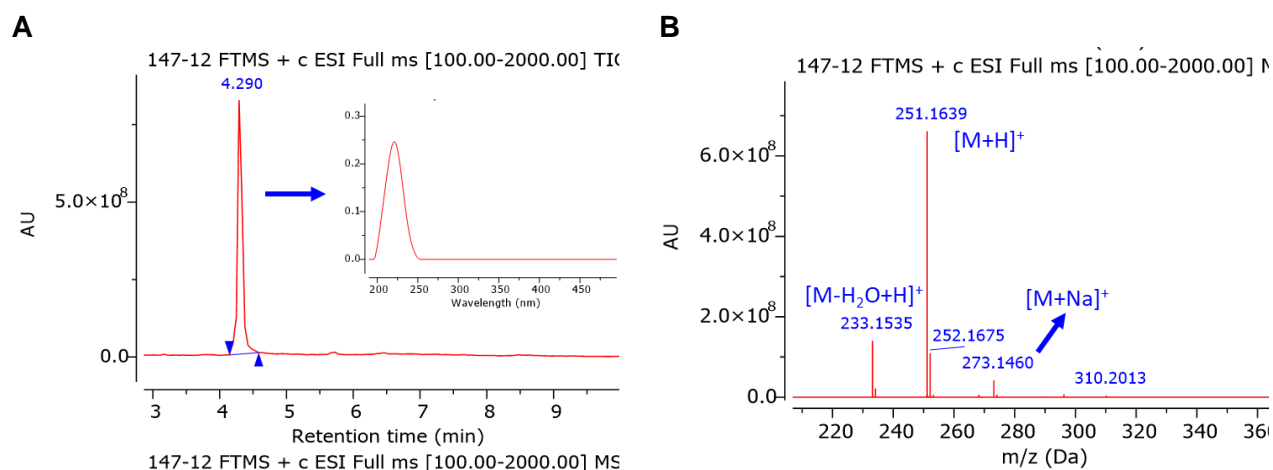 A
147-12 FTMS + c ESI Full ms [100.00-2000.00]
4.290
5.0×10⁸
0.0
AU
3 4 5 6 7 8 9
Retention time (min)
147-12 FTMS + c ESI Full ms [100.00-2000.00] MS
0.3
0.2
0.1
0.0
200 250 300 350 400 450
Wavelength (nm)
B
147-12 FTMS + c ESI Full ms [100.00-2000.00]
251.1639
[M+H]⁺
6.0×10⁸
4.0×10⁸
2.0×10⁸
0.0
AU
[M-H₂O+H]⁺
233.1535
252.1675
[M+Na]⁺
273.1460
310.2013
220 240 260 280 300 320 340
m/z (Da)